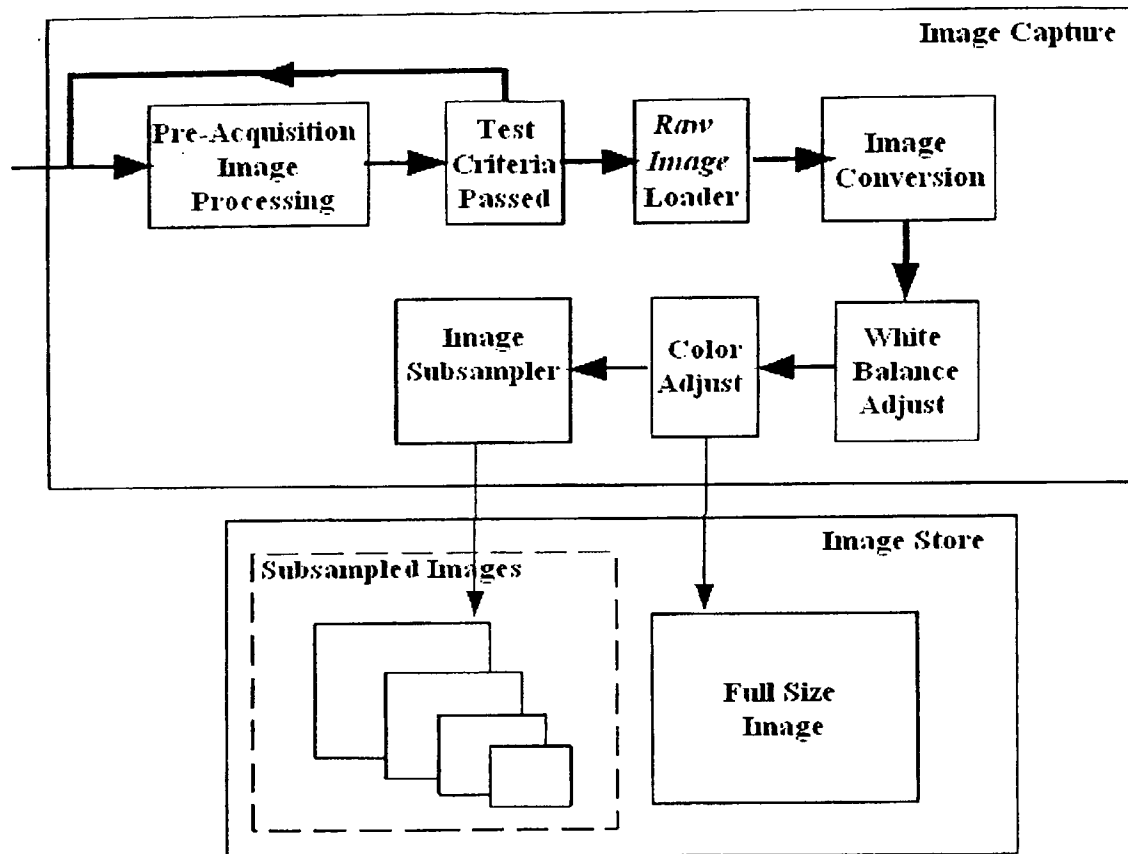 Image Capture
Pre-Acquisition
Image
Processing
Test
Criteria
Passed
Raw
Image
Loader
Image
Conversion
Image
Subsampler
Color
Adjust
White
Balance
Adjust
Image Store
Subsampled Images
Full Size
Image